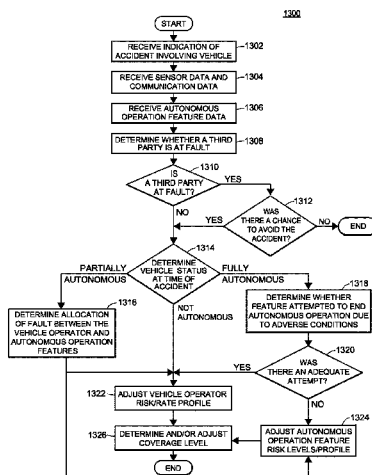 1300
START
RECEIVE INDICATION OF
ACCIDENT INVOLVING VEHICLE
1302
RECEIVE SENSOR DATA AND
COMMUNICATION DATA
1304
RECEIVE AUTONOMOUS
OPERATION FEATURE DATA
1306
DETERMINE WHETHER A THIRD
PARTY IS AT FAULT
1308
IS
A THIRD PARTY
AT FAULT?
1310
YES
NO
WAS
THERE A CHANCE
TO AVOID THE
ACCIDENT?
1312
YES
NO
END
DETERMINE
VEHICLE STATUS
AT TIME OF
ACCIDENT
1314
PARTIALLY
AUTONOMOUS
FULLY
AUTONOMOUS
NOT
AUTONOMOUS
DETERMINE ALLOCATION
OF FAULT BETWEEN THE
VEHICLE OPERATOR AND
AUTONOMOUS OPERATION
FEATURES
1316
DETERMINE WHETHER
FEATURE ATTEMPTED TO END
AUTONOMOUS OPERATION DUE
TO ADVERSE CONDITIONS
1318
WAS
THERE AN ADEQUATE
ATTEMPT?
1320
YES
NO
1322
ADJUST VEHICLE OPERATOR
RISK/RATE PROFILE
ADJUST AUTONOMOUS
OPERATION FEATURE
RISK LEVELS/PROFILE
1324
1326
DETERMINE AND/OR ADJUST
COVERAGE LEVEL
END